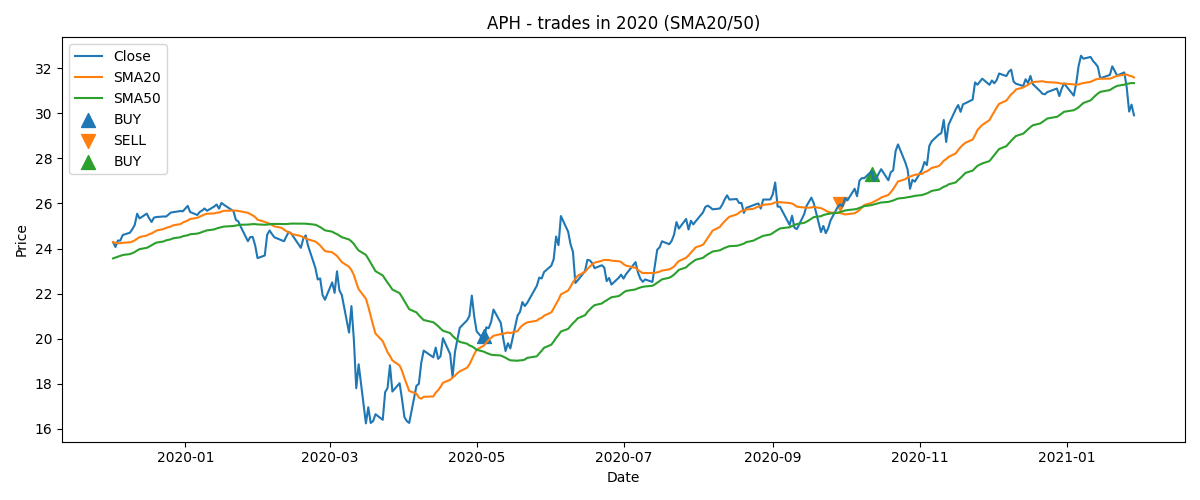 APH - trades in 2020 (SMA20/50)
Close
SMA20
SMA50
BUY
SELL
BUY
Price
32
30
28
26
24
22
20
18
16
2020-01 2020-03 2020-05 2020-07 2020-09 2020-11 2021-01
Date